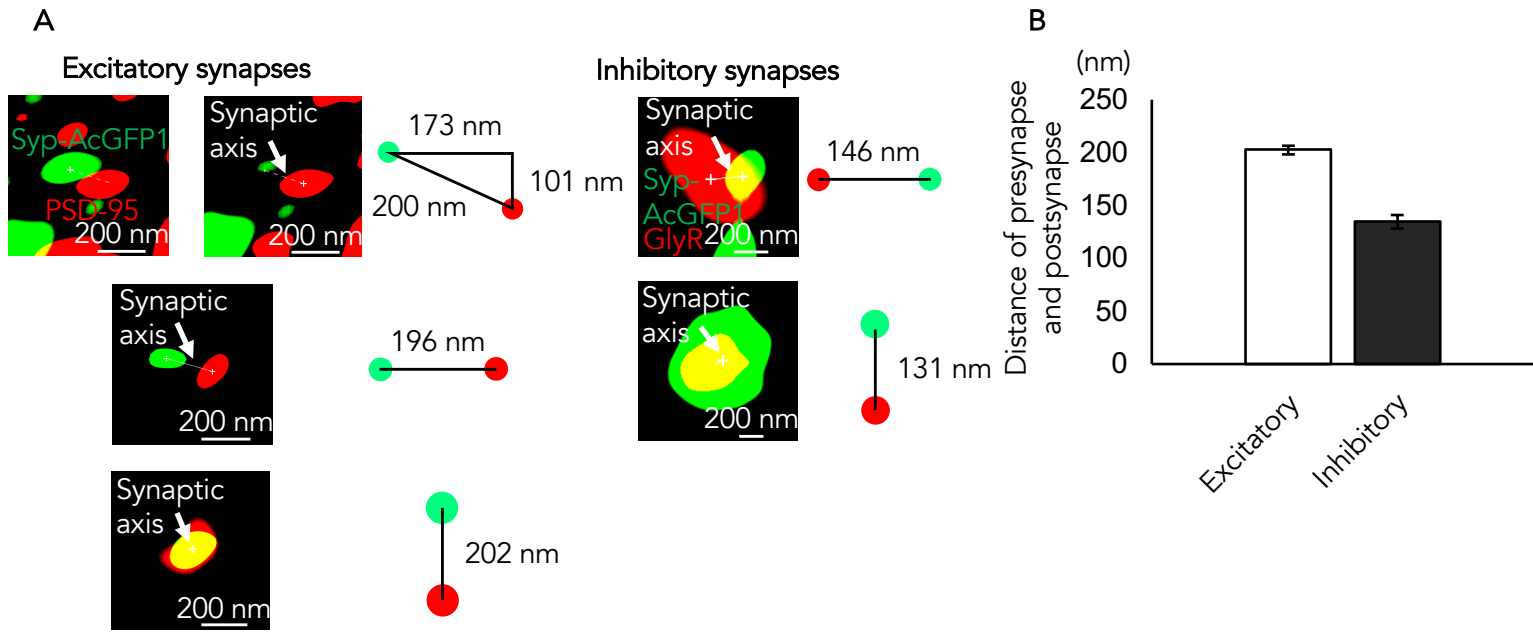 A
Excitatory synapses
Syp-AcGFP1
PSD-95
200 nm
Synaptic
axis
200 nm
173 nm
101 nm
200 nm
Synaptic
axis
200 nm
196 nm
Synaptic
axis
200 nm
202 nm
Inhibitory synapses
Synaptic
axis
Syp-
AcGFP1
GlyR
200 nm
146 nm
Synaptic
axis
200 nm
131 nm
B
(nm)
250
200
150
100
50
0
Distance of presynapse
and postsynapse
Excitatory
Inhibitory